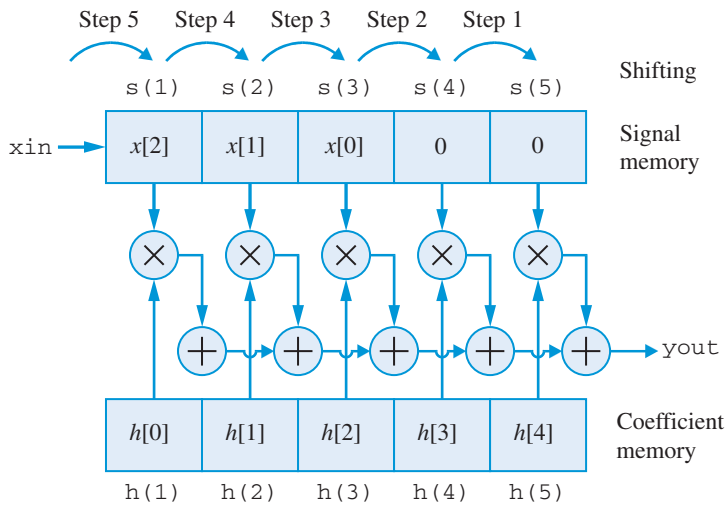 Step 5 Step 4 Step 3 Step 2 Step 1
s(1) s(2) s(3) s(4) s(5) Shifting
xin x[2] x[1] x[0] 0 0 Signal
memory
× × × × ×
+ + + + + yout
h[0] h[1] h[2] h[3] h[4] Coefficient
memory
h(1) h(2) h(3) h(4) h(5)